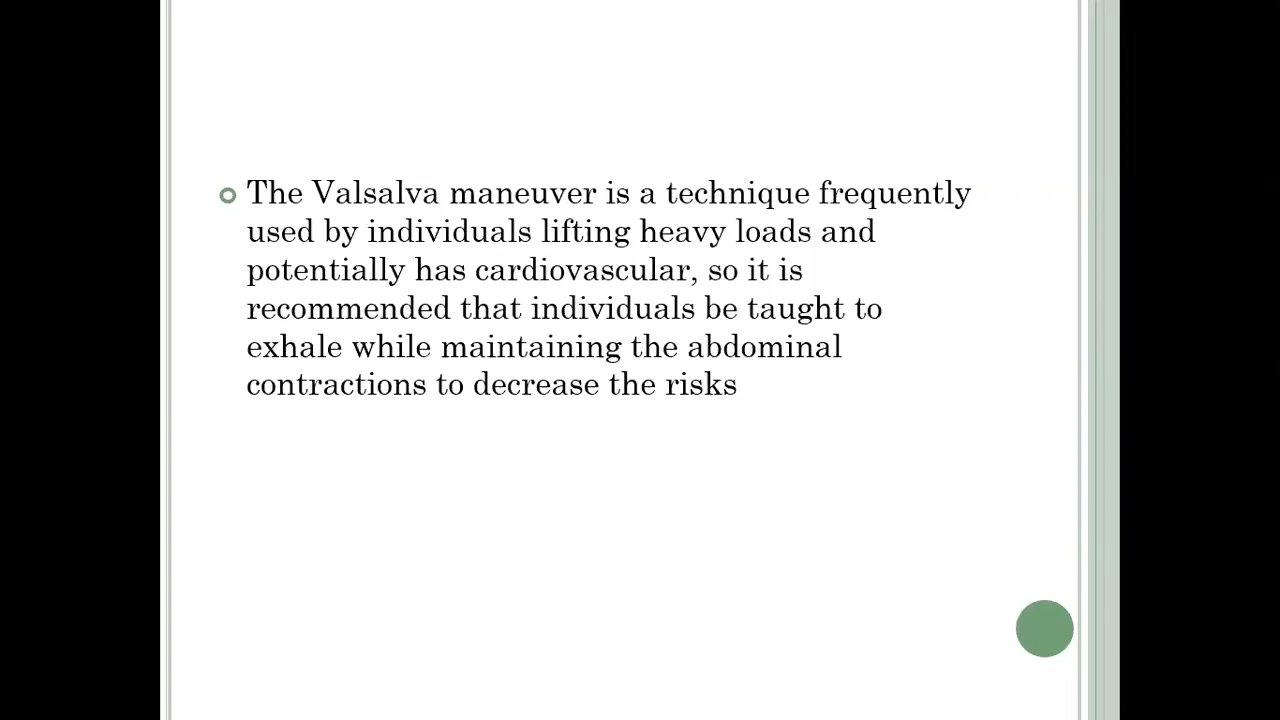 The Valsalva maneuver is a technique frequently
used by individuals lifting heavy loads and
potentially has cardiovascular, so it is
recommended that individuals be taught to
exhale while maintaining the abdominal
contractions to decrease the risks